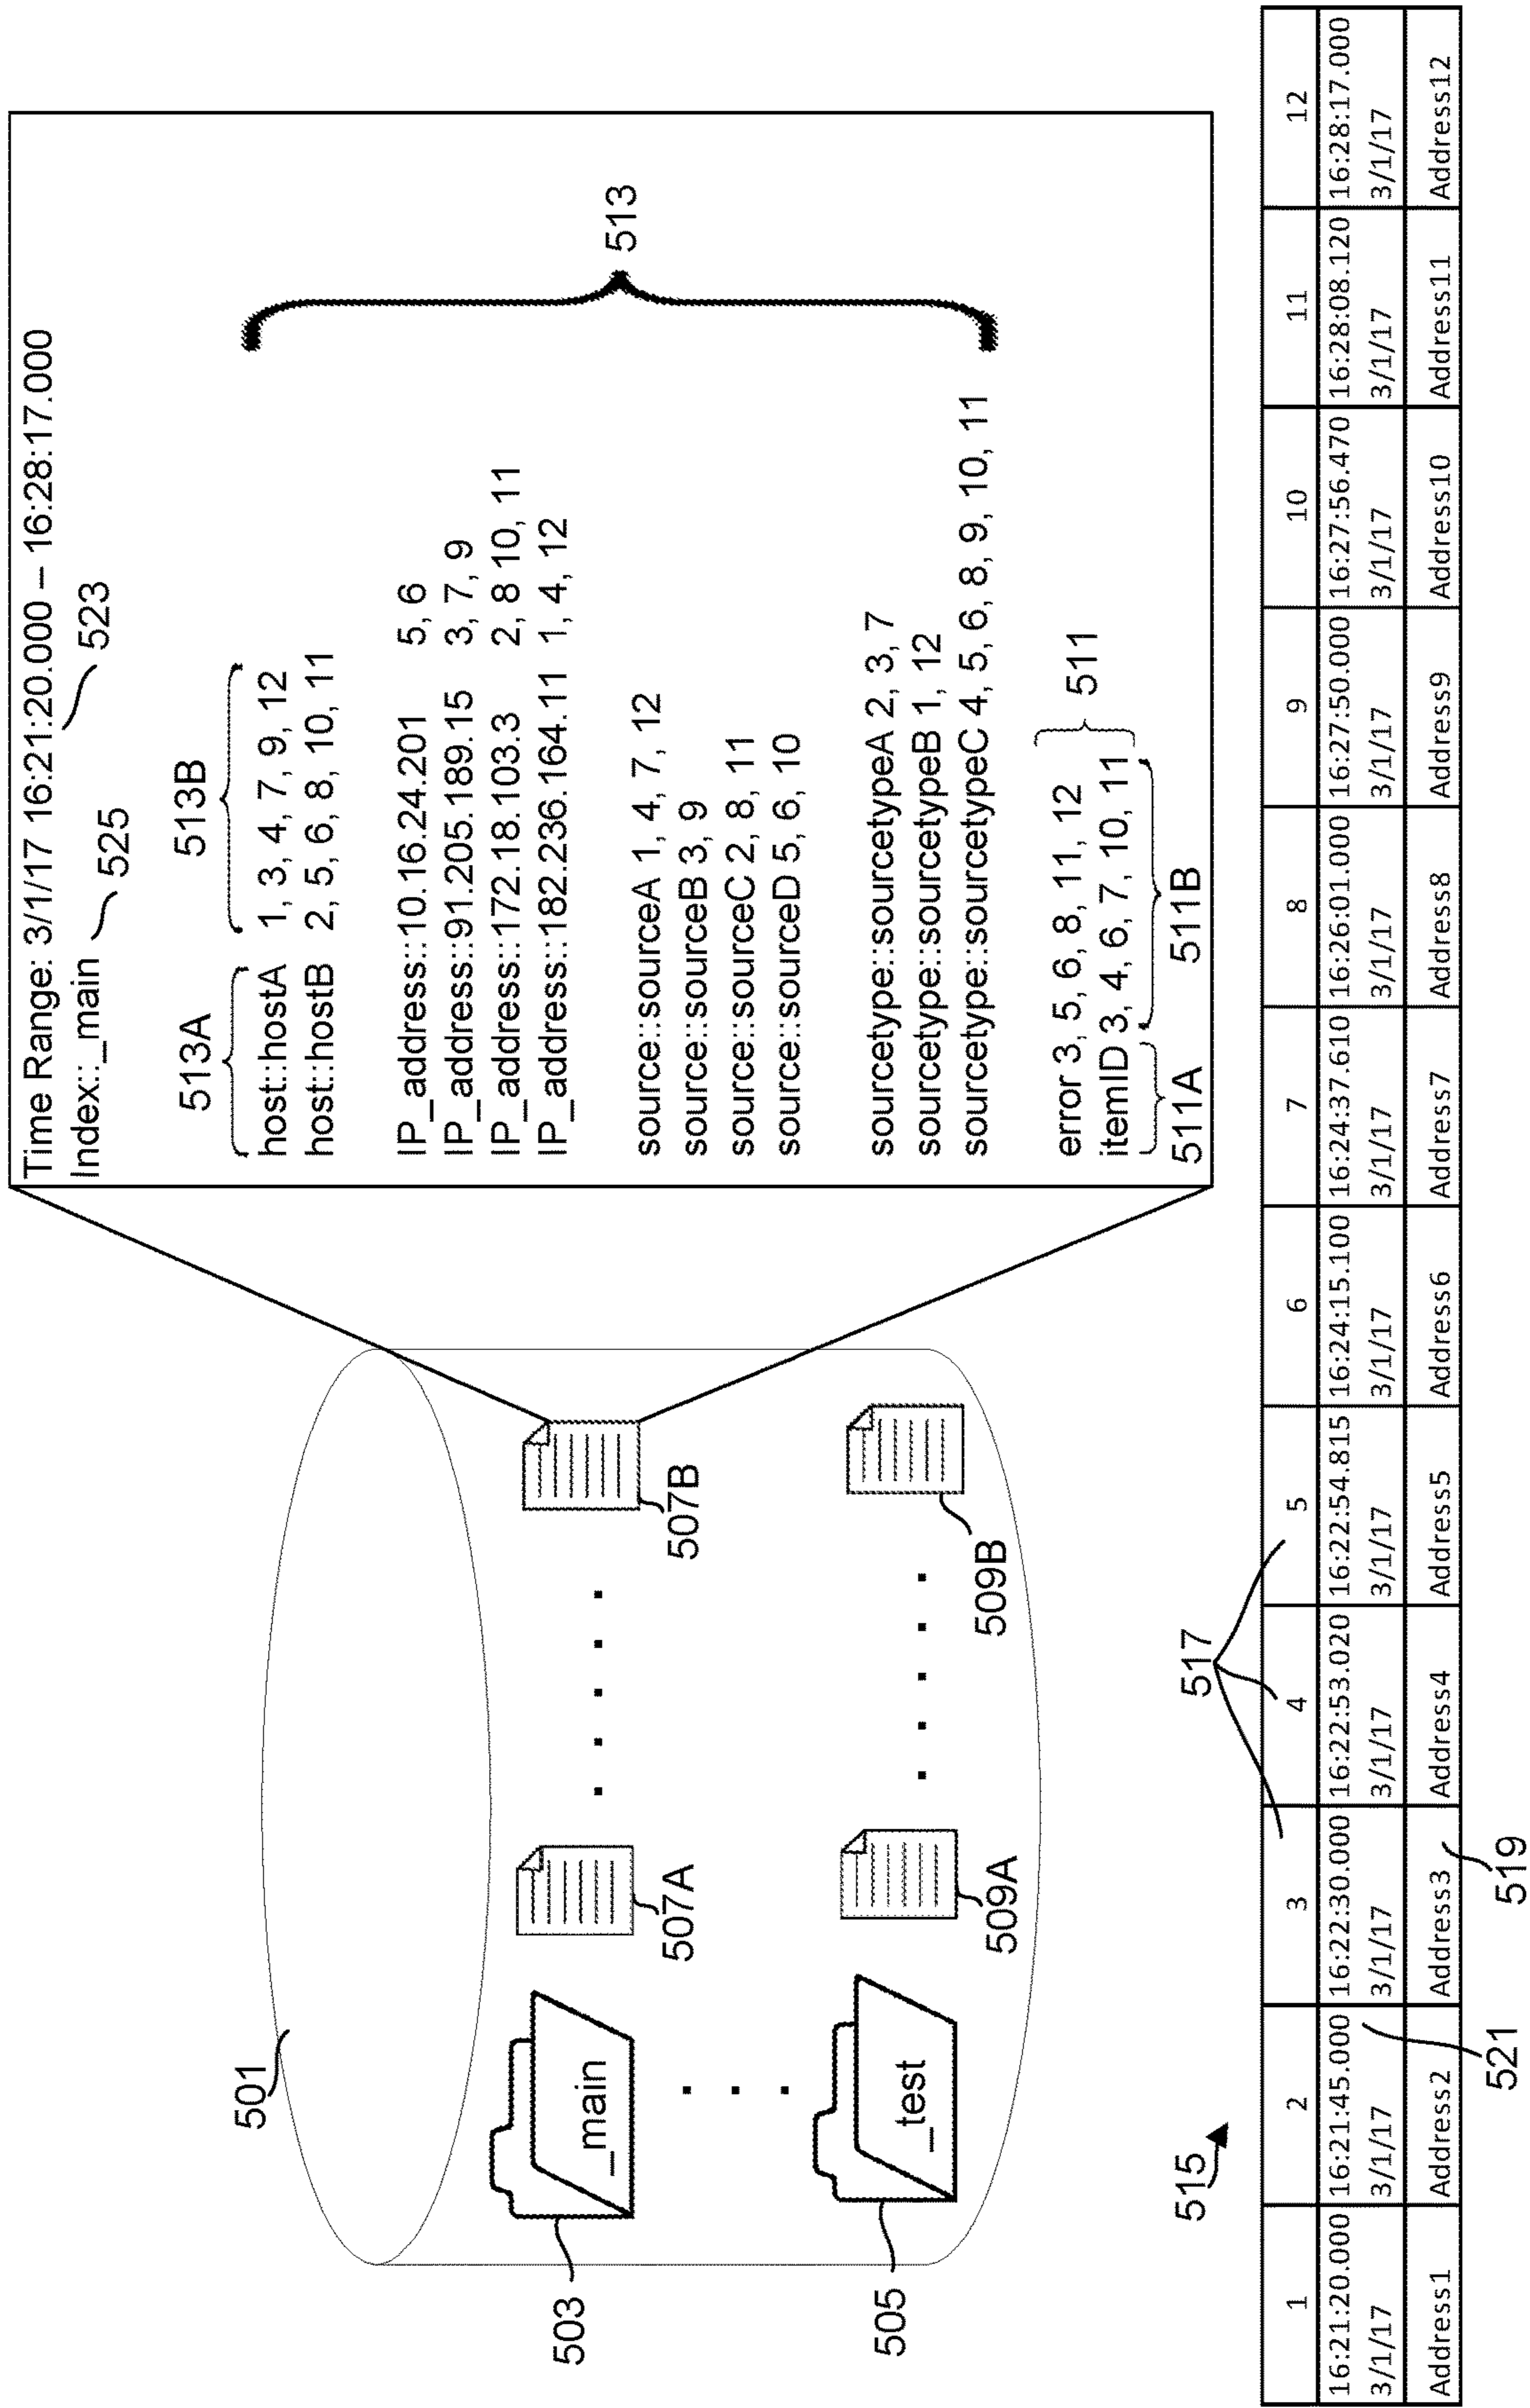 Time Range: 3/1/17 16:21:20.000 – 16:28:17.000
Index::_main
525
523
513A
513B
host::hostA 1, 3, 4, 7, 9, 12
host::hostB 2, 5, 6, 8, 10, 11
IP_address::10.16.24.201 5, 6
IP_address::91.205.189.15 3, 7, 9
IP_address::172.18.103.3 2, 8 10, 11
IP_address::182.236.164.11 1, 4, 12
513
source::sourceA 1, 4, 7, 12
source::sourceB 3, 9
source::sourceC 2, 8, 11
source::sourceD 5, 6, 10
sourcetype::sourcetypeA 2, 3, 7
sourcetype::sourcetypeB 1, 12
sourcetype::sourcetypeC 4, 5, 6, 8, 9, 10, 11
error 3, 5, 6, 8, 11, 12
itemID 3, 4, 6, 7, 10, 11
511
511A
511B
501
503
_main
507A
507B
505
_test
509A
509B
515
517
1 2 3 4 5 6 7 8 9 10 11 12
16:21:20.000 16:21:45.000 16:22:30.000 16:22:53.020 16:22:54.815 16:24:15.100 16:24:37.610 16:26:01.000 16:27:50.000 16:27:56.470 16:28:08.120 16:28:17.000
3/1/17 3/1/17 3/1/17 3/1/17 3/1/17 3/1/17 3/1/17 3/1/17 3/1/17 3/1/17 3/1/17 3/1/17
Address1 Address2 Address3 Address4 Address5 Address6 Address7 Address8 Address9 Address10 Address11 Address12
521
519